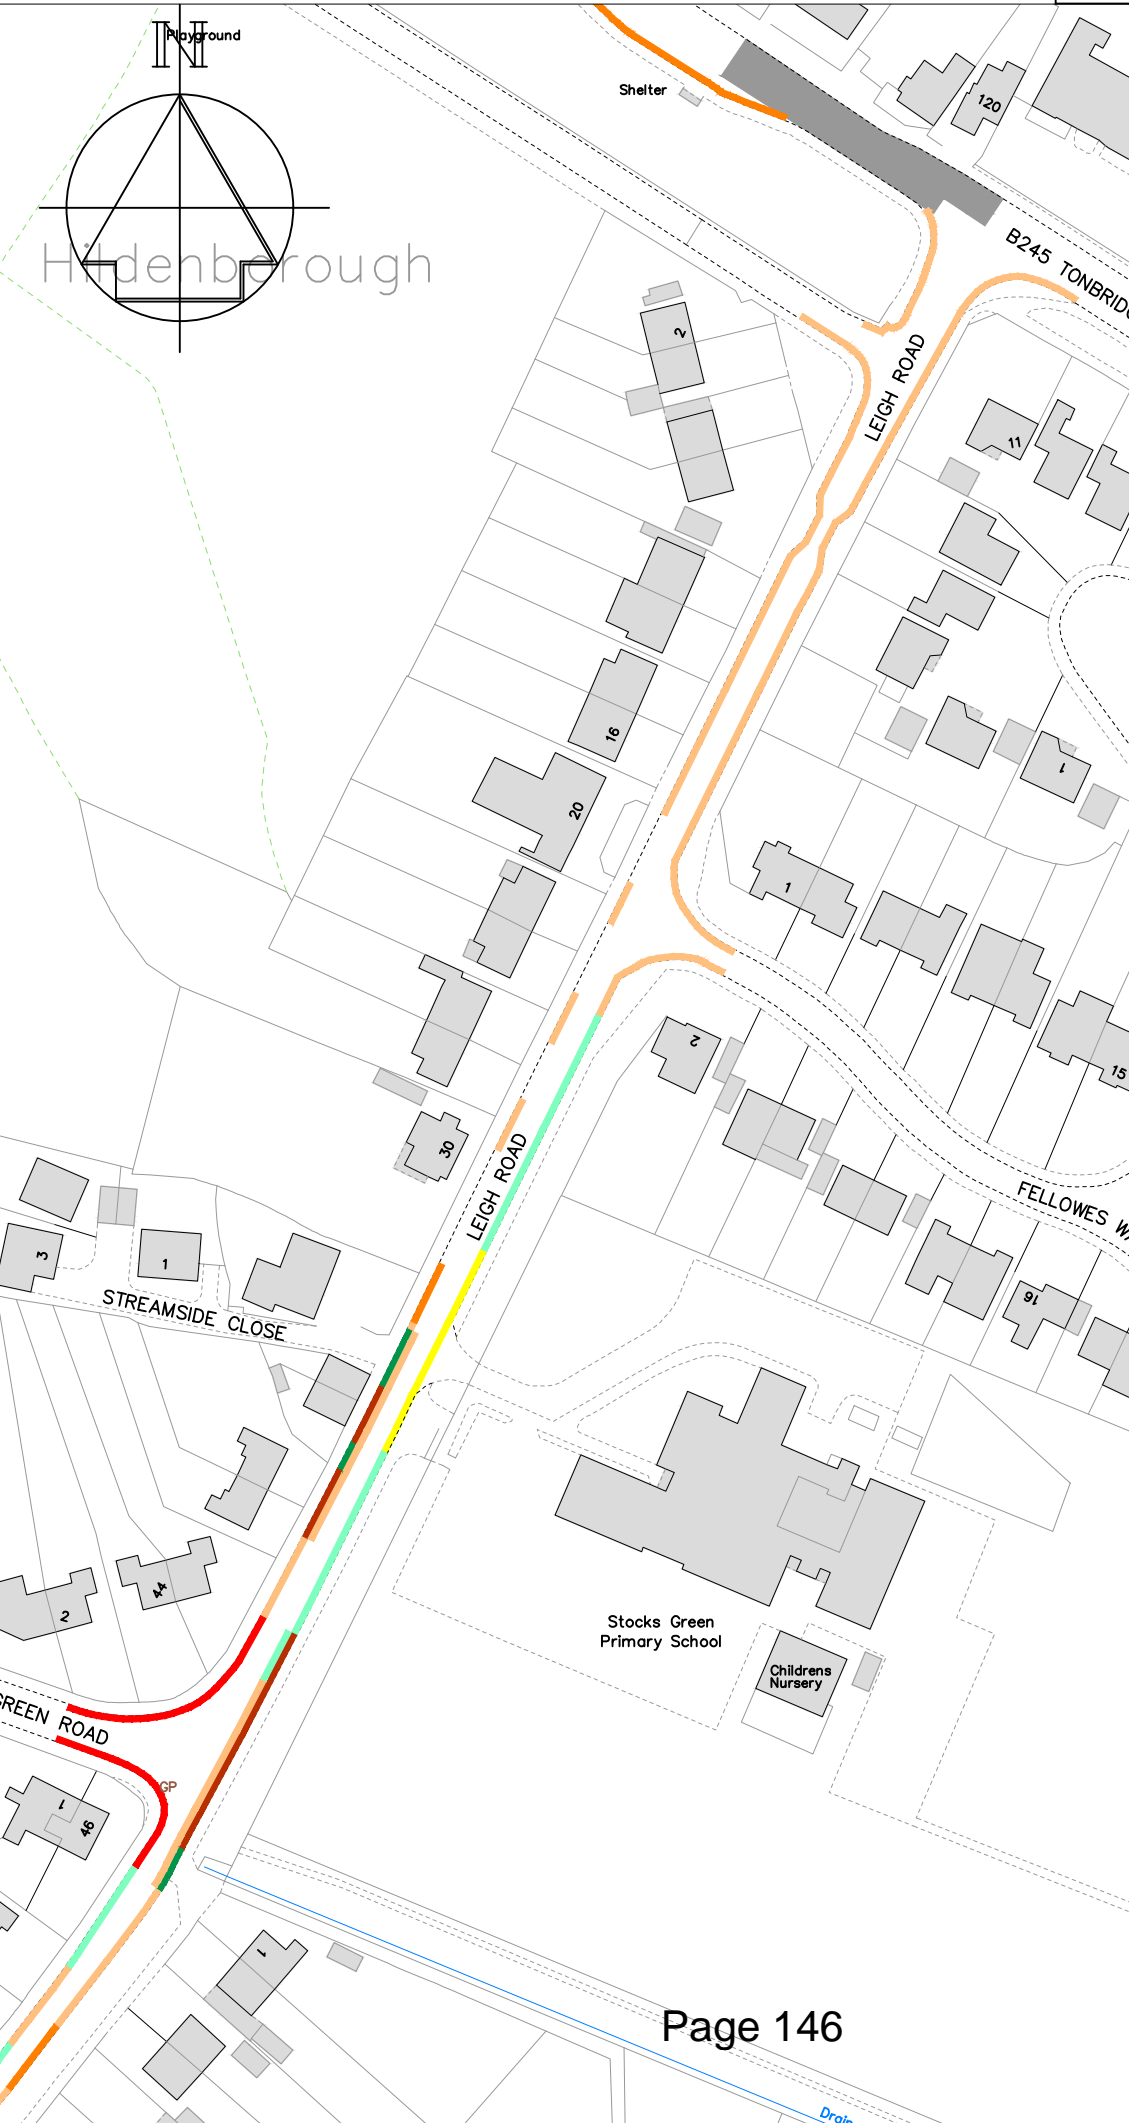 N
Playground
Shelter
120
Hildenborough
B245 TONBRIDG
2
LEIGH ROAD
11
16
1
20
1
2
15
30
LEIGH ROAD
FELLOWES W
3
1
16
STREAMSIDE CLOSE
44
2
Stocks Green
Primary School
Childrens
Nursery
GREEN ROAD
GP
1
46
1
Page 146
Drain